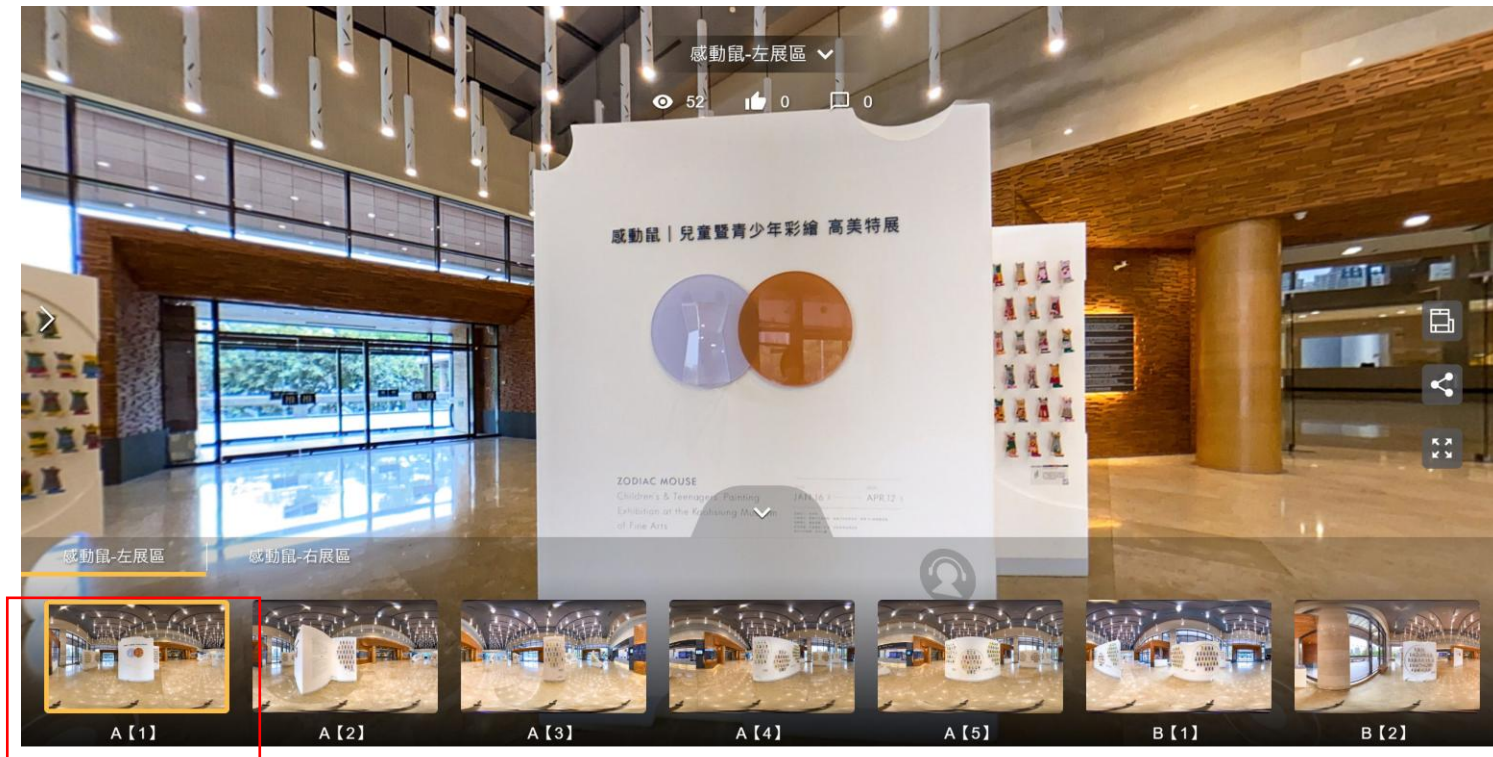 感動鼠-左展區
52 0 0
感動鼠|兒童暨青少年彩繪 高美特展
ZODIAC MOUSE
Children's & Teenagers' Painting
Exhibition at the Kaohsiung Museum
of Fine Arts
JAN.16
APR.12
感動鼠-左展區
感動鼠-右展區
A【1】
A【2】
A【3】
A【4】
A【5】
B【1】
B【2】